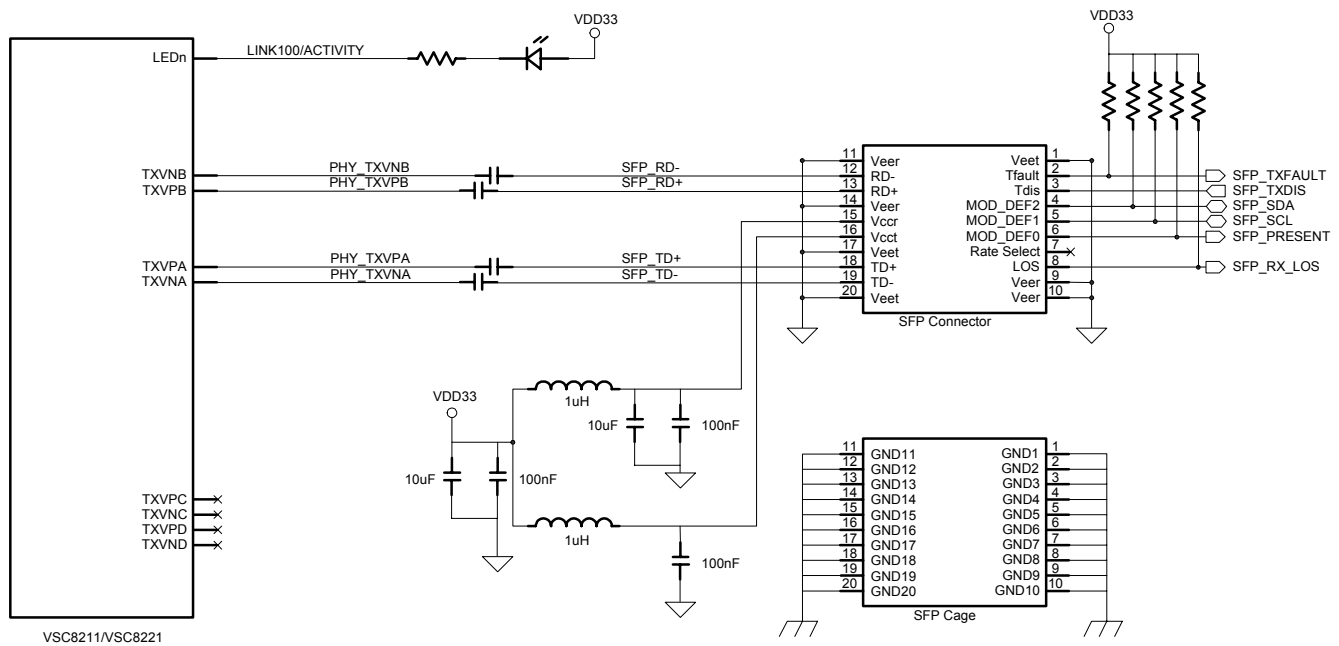 VDD33
LEDn LINK100/ACTIVITY
VDD33
TXVNB PHY_TXVNB SFP_RD-
TXVPB PHY_TXVPB SFP_RD+
TXVPA PHY_TXVPA SFP_TD+
TXVNA PHY_TXVNA SFP_TD-
11 Veer Veet 1
12 RD- Tfault 2 SFP_TXFAULT
13 RD+ Tdis 3 SFP_TXDIS
14 Veer MOD_DEF2 4 SFP_SDA
15 Vccr MOD_DEF1 5 SFP_SCL
16 Vcct MOD_DEF0 6 SFP_PRESENT
17 Veet Rate Select 7
18 TD+ LOS 8 SFP_RX_LOS
19 TD- Veer 9
20 Veet Veer 10
SFP Connector
VDD33
1uH
10uF 100nF
10uF 100nF
1uH
100nF
TXVPC
TXVNC
TXVPD
TXVND
VSC8211/VSC8221
11 GND11 GND1 1
12 GND12 GND2 2
13 GND13 GND3 3
14 GND14 GND4 4
15 GND15 GND5 5
16 GND16 GND6 6
17 GND17 GND7 7
18 GND18 GND8 8
19 GND19 GND9 9
20 GND20 GND10 10
SFP Cage